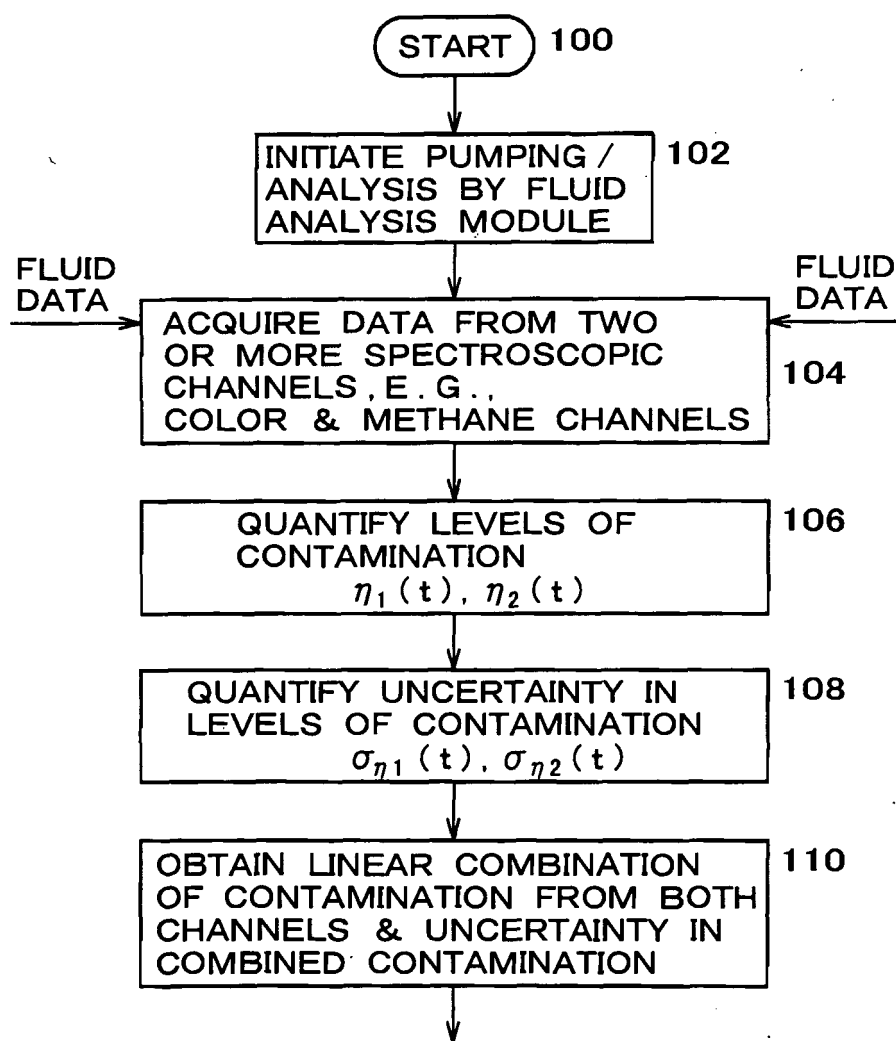 START
100
INITIATE PUMPING /
ANALYSIS BY FLUID
ANALYSIS MODULE
102
FLUID
DATA
FLUID
DATA
ACQUIRE DATA FROM TWO
OR MORE SPECTROSCOPIC
CHANNELS, E.G.,
COLOR & METHANE CHANNELS
104
QUANTIFY LEVELS OF
CONTAMINATION
η1(t), η2(t)
106
QUANTIFY UNCERTAINTY IN
LEVELS OF CONTAMINATION
ση1(t), ση2(t)
108
OBTAIN LINEAR COMBINATION
OF CONTAMINATION FROM BOTH
CHANNELS & UNCERTAINTY IN
COMBINED CONTAMINATION
110